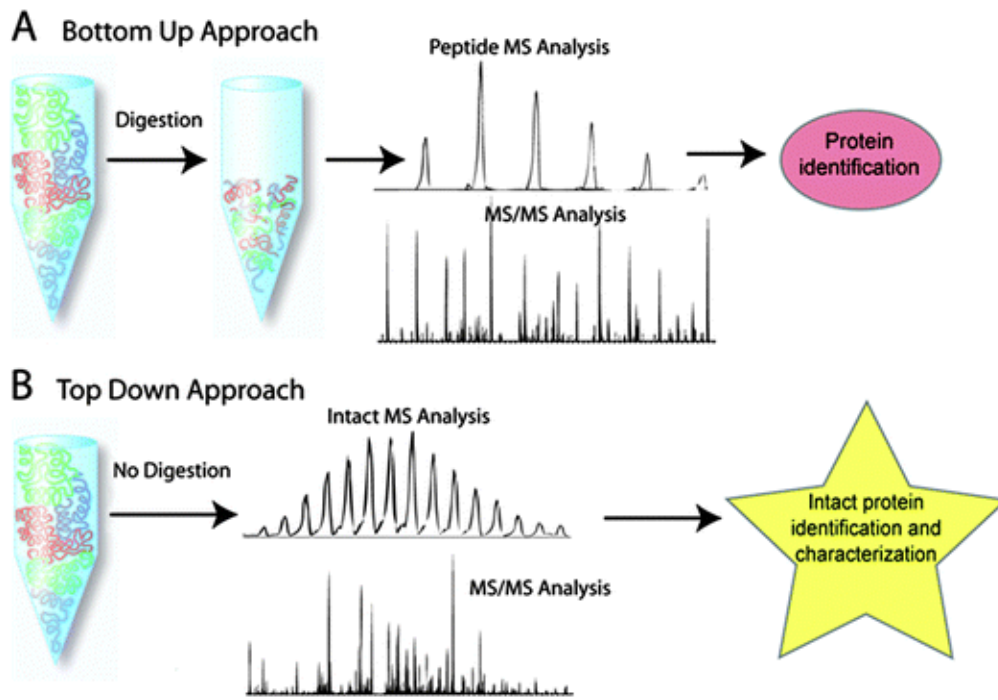 A Bottom Up Approach
Digestion
Peptide MS Analysis
MS/MS Analysis
Protein
identification
B Top Down Approach
No Digestion
Intact MS Analysis
MS/MS Analysis
Intact protein
identification and
characterization